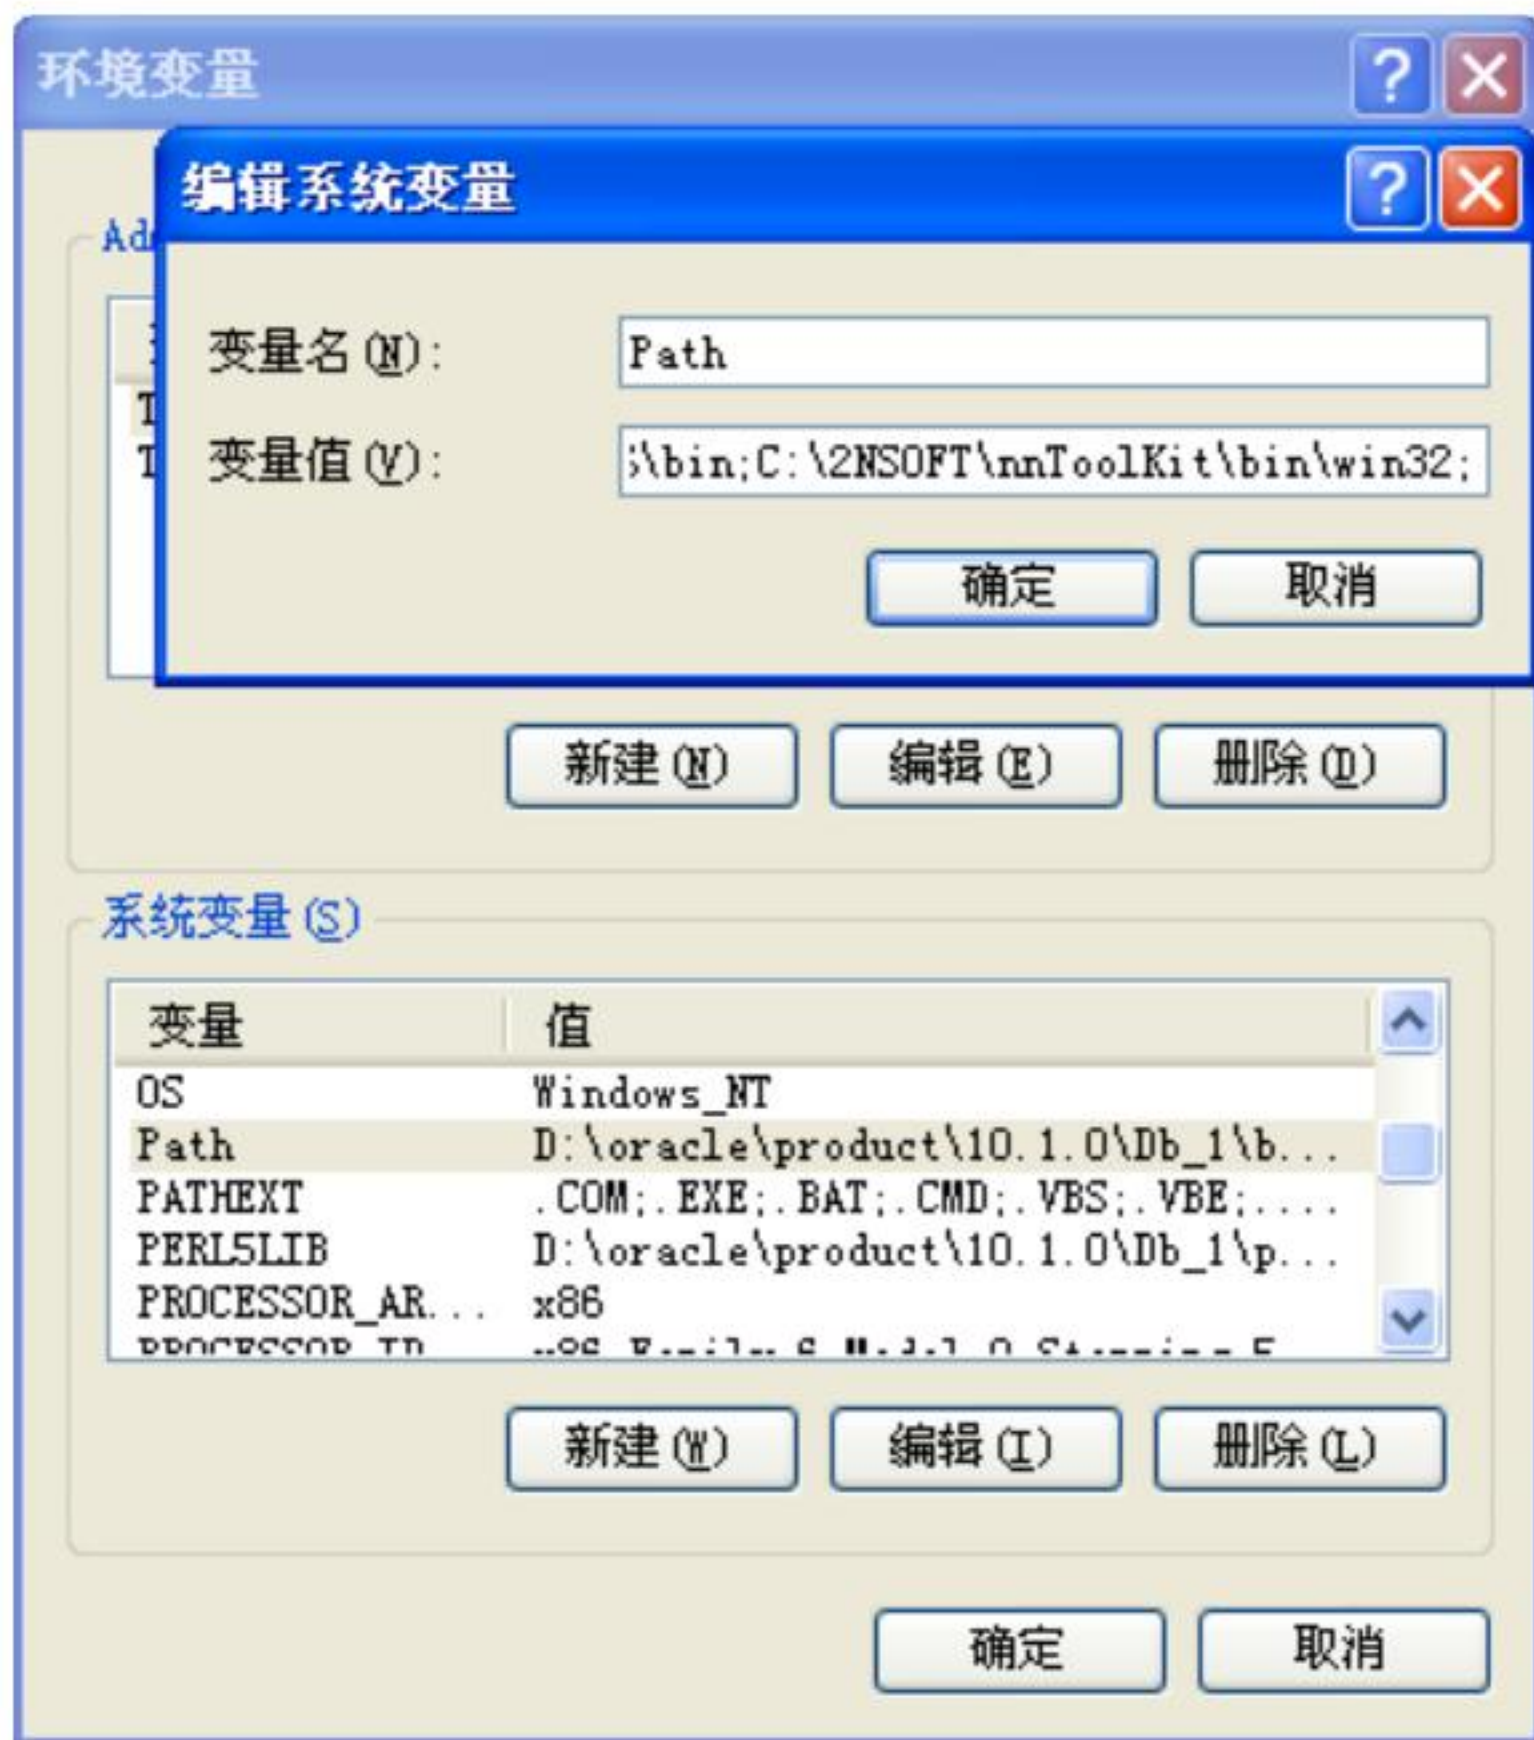 环境变量
编辑系统变量
变量名(N): Path
变量值(V): \bin;C:\2NSOFT\nnToolKit\bin\win32;
确定 取消
新建(N) 编辑(E) 删除(D)
系统变量(S)
变量 值
OS Windows_NT
Path D:\oracle\product\10.1.0\Db_1\b...
PATHEXT .COM;.EXE;.BAT;.CMD;.VBS;.VBE;....
PERL5LIB D:\oracle\product\10.1.0\Db_1\p...
PROCESSOR_AR... x86
新建(W) 编辑(I) 删除(L)
确定 取消